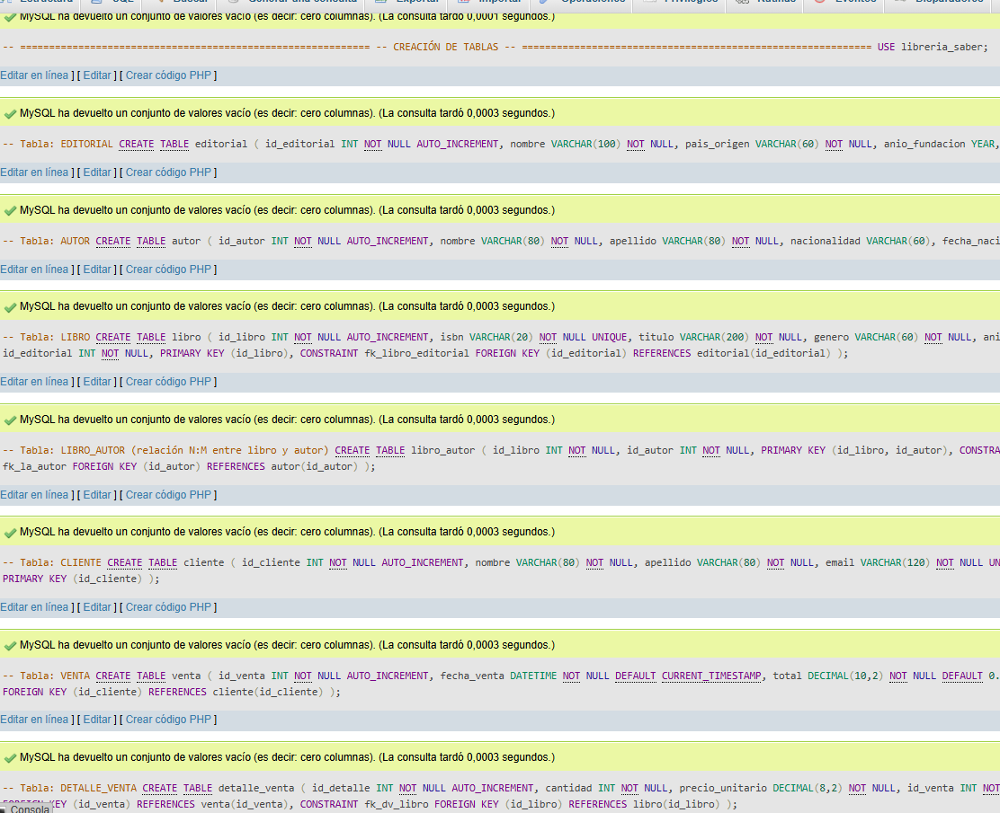 Estructura SQL Buscar Generar una consulta Exportar Importar Operaciones Privilegios Rutinas Eventos Disparadores
MySQL ha devuelto un conjunto de valores vacío (es decir: cero columnas). (La consulta tardó 0,0001 segundos.)
-- =========================================================== -- CREACIÓN DE TABLAS -- =========================================================== USE libreria_saber;
Editar en línea ] [ Editar ] [ Crear código PHP ]
MySQL ha devuelto un conjunto de valores vacío (es decir: cero columnas). (La consulta tardó 0,0003 segundos.)
-- Tabla: EDITORIAL CREATE TABLE editorial ( id_editorial INT NOT NULL AUTO_INCREMENT, nombre VARCHAR(100) NOT NULL, pais_origen VARCHAR(60) NOT NULL, anio_fundacion YEAR,
Editar en línea ] [ Editar ] [ Crear código PHP ]
MySQL ha devuelto un conjunto de valores vacío (es decir: cero columnas). (La consulta tardó 0,0003 segundos.)
-- Tabla: AUTOR CREATE TABLE autor ( id_autor INT NOT NULL AUTO_INCREMENT, nombre VARCHAR(80) NOT NULL, apellido VARCHAR(80) NOT NULL, nacionalidad VARCHAR(60), fecha_naci
Editar en línea ] [ Editar ] [ Crear código PHP ]
MySQL ha devuelto un conjunto de valores vacío (es decir: cero columnas). (La consulta tardó 0,0003 segundos.)
-- Tabla: LIBRO CREATE TABLE libro ( id_libro INT NOT NULL AUTO_INCREMENT, isbn VARCHAR(20) NOT NULL UNIQUE, titulo VARCHAR(200) NOT NULL, genero VARCHAR(60) NOT NULL, ani
id_editorial INT NOT NULL, PRIMARY KEY (id_libro), CONSTRAINT fk_libro_editorial FOREIGN KEY (id_editorial) REFERENCES editorial(id_editorial) );
Editar en línea ] [ Editar ] [ Crear código PHP ]
MySQL ha devuelto un conjunto de valores vacío (es decir: cero columnas). (La consulta tardó 0,0003 segundos.)
-- Tabla: LIBRO_AUTOR (relación N:M entre libro y autor) CREATE TABLE libro_autor ( id_libro INT NOT NULL, id_autor INT NOT NULL, PRIMARY KEY (id_libro, id_autor), CONSTRA
fk_la_autor FOREIGN KEY (id_autor) REFERENCES autor(id_autor) );
Editar en línea ] [ Editar ] [ Crear código PHP ]
MySQL ha devuelto un conjunto de valores vacío (es decir: cero columnas). (La consulta tardó 0,0003 segundos.)
-- Tabla: CLIENTE CREATE TABLE cliente ( id_cliente INT NOT NULL AUTO_INCREMENT, nombre VARCHAR(80) NOT NULL, apellido VARCHAR(80) NOT NULL, email VARCHAR(120) NOT NULL UN
PRIMARY KEY (id_cliente) );
Editar en línea ] [ Editar ] [ Crear código PHP ]
MySQL ha devuelto un conjunto de valores vacío (es decir: cero columnas). (La consulta tardó 0,0003 segundos.)
-- Tabla: VENTA CREATE TABLE venta ( id_venta INT NOT NULL AUTO_INCREMENT, fecha_venta DATETIME NOT NULL DEFAULT CURRENT_TIMESTAMP, total DECIMAL(10,2) NOT NULL DEFAULT 0.
FOREIGN KEY (id_cliente) REFERENCES cliente(id_cliente) );
Editar en línea ] [ Editar ] [ Crear código PHP ]
MySQL ha devuelto un conjunto de valores vacío (es decir: cero columnas). (La consulta tardó 0,0003 segundos.)
-- Tabla: DETALLE_VENTA CREATE TABLE detalle_venta ( id_detalle INT NOT NULL AUTO_INCREMENT, cantidad INT NOT NULL, precio_unitario DECIMAL(8,2) NOT NULL, id_venta INT NOT
FOREIGN KEY (id_venta) REFERENCES venta(id_venta), CONSTRAINT fk_dv_libro FOREIGN KEY (id_libro) REFERENCES libro(id_libro) );
Consola